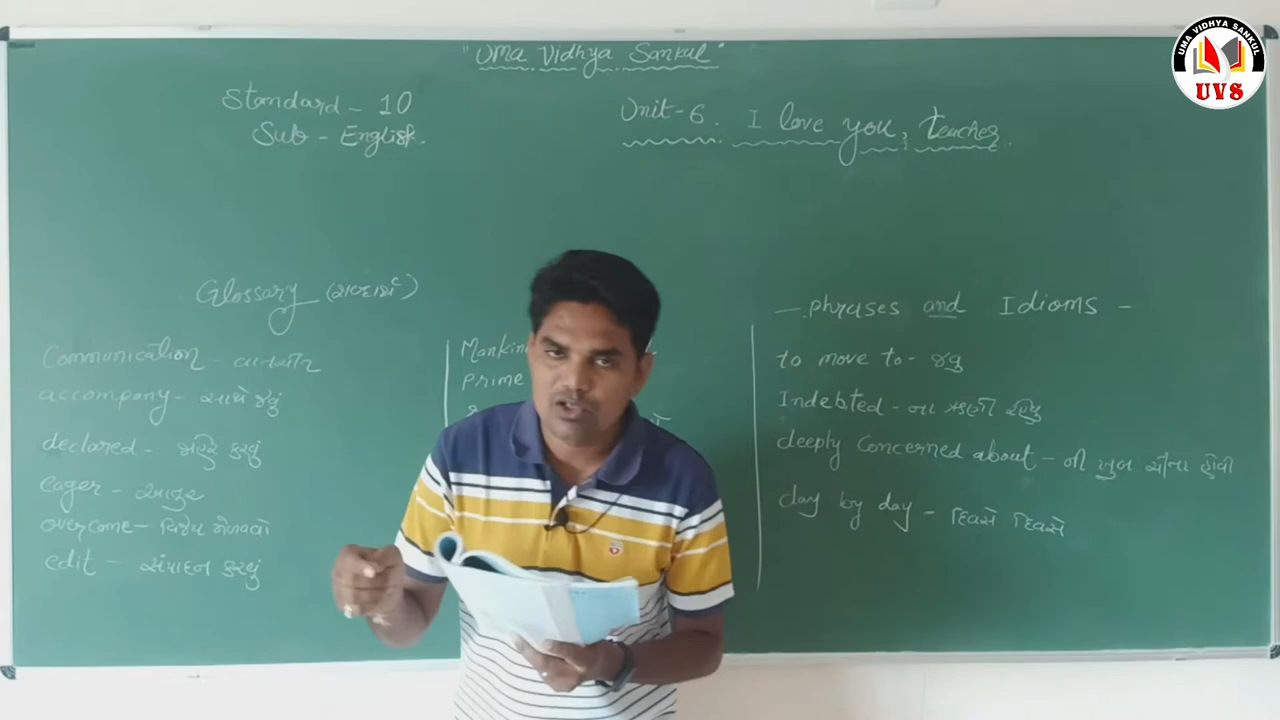 "Uma Vidhya Sankul"
Standard - 10
Sub - English.
Unit-6. I love you, Teacher.
Glossary (શબ્દાર્થ)
Communication - વાતચીત
accompony - સાથે જવું
declared - જાહેર કરવું
eager - આતુર
overcome - વિજય મેળવવો
edit - સંપાદન કરવું
Mankin
Prime
- Phrases and Idioms -
to move to - જવુ
Indebted - ના ઋણી રહેવુ
deeply Concerned about - ની ખુબ ચીંતા હોવી
day by day - દિવસે દિવસે
UMA VIDHYA SANKUL
UVS